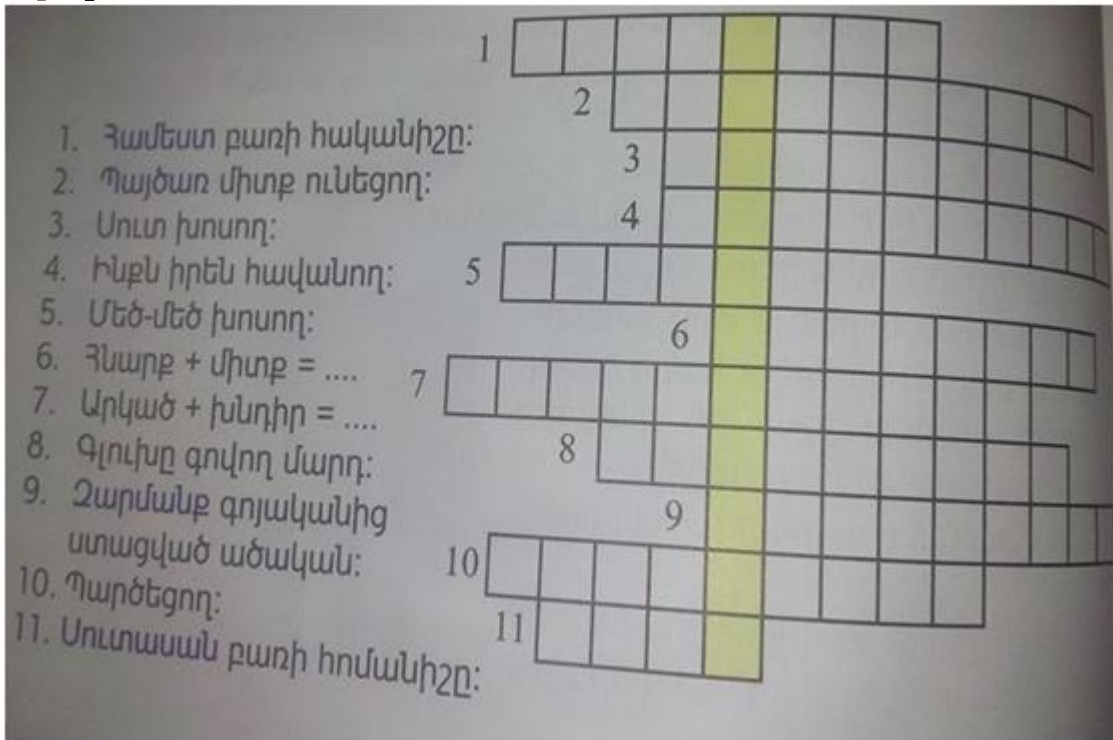 1. Համեստ բառի հականիշը:
2. Պայծառ միտք ունեցող:
3. Սուտ խոսող:
4. Ինքն իրեն հավանող:
5. Մեծ-մեծ խոսող:
6. Հնարք + միտք = ....
7. Արկած + խնդիր = ....
8. Գլուխը գովող մարդ:
9. Զարմանք գոյականից
ստացված ածական:
10. Պարծեցող:
11. Սուտասան բառի հոմանիշը:
1
2
3
4
5
6
7
8
9
10
11